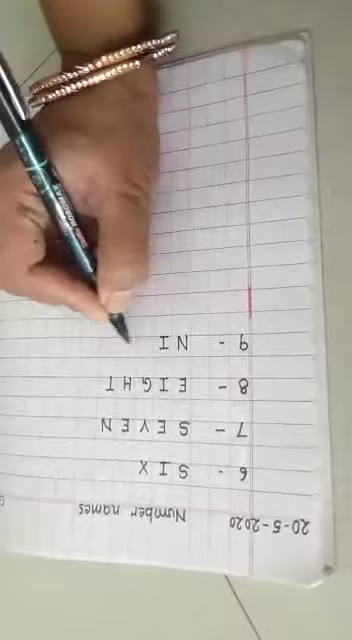 20-5-2020 Number names
6 - SIX
7 - SEVEN
8 - EIGHT
9 - NI